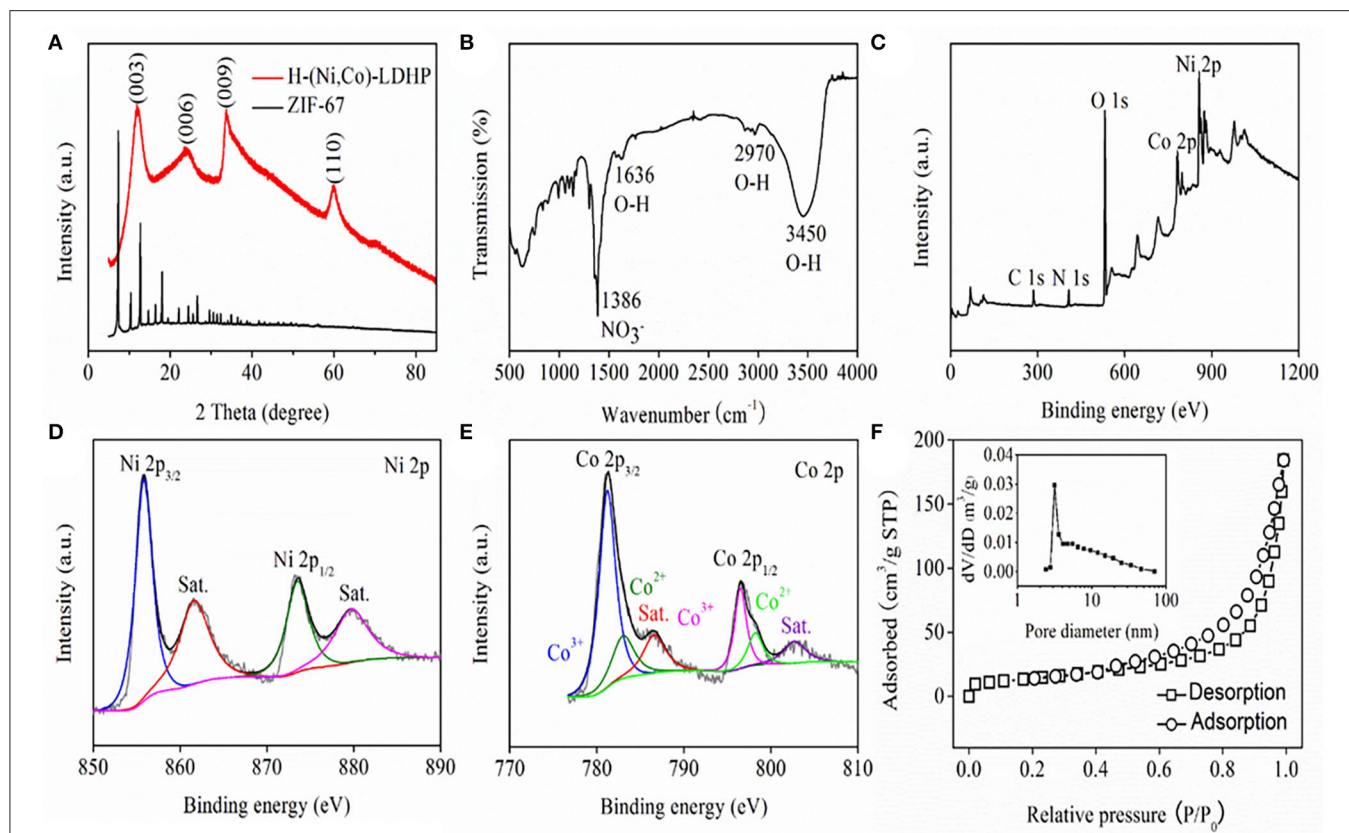 A
H-(Ni,Co)-LDHP
ZIF-67
(003)
(006)
(009)
(110)
Intensity (a.u.)
0 20 40 60 80
2 Theta (degree)
B
Transmission (%)
1636
O-H
2970
O-H
3450
O-H
1386
NO₃⁻
500 1000 1500 2000 2500 3000 3500 4000
Wavenumber (cm⁻¹)
C
Ni 2p
O 1s
Co 2p
C 1s N 1s
Intensity (a.u.)
0 300 600 900 1200
Binding energy (eV)
D
Ni 2p₃/₂
Ni 2p
Ni 2p₁/₂
Sat.
Sat.
Intensity (a.u.)
850 860 870 880 890
Binding energy (eV)
E
Co 2p₃/₂
Co 2p
Co 2p₁/₂
Co²⁺
Sat.
Co³⁺
Co²⁺
Sat.
Co³⁺
Intensity (a.u.)
770 780 790 800 810
Binding energy (eV)
F
200
150
100
50
0
Adsorbed (cm³/g STP)
0.04
0.03
0.02
0.01
0.00
dV/dD (m³/g)
1 10 100
Pore diameter (nm)
Desorption
Adsorption
0.0 0.2 0.4 0.6 0.8 1.0
Relative pressure (P/P₀)